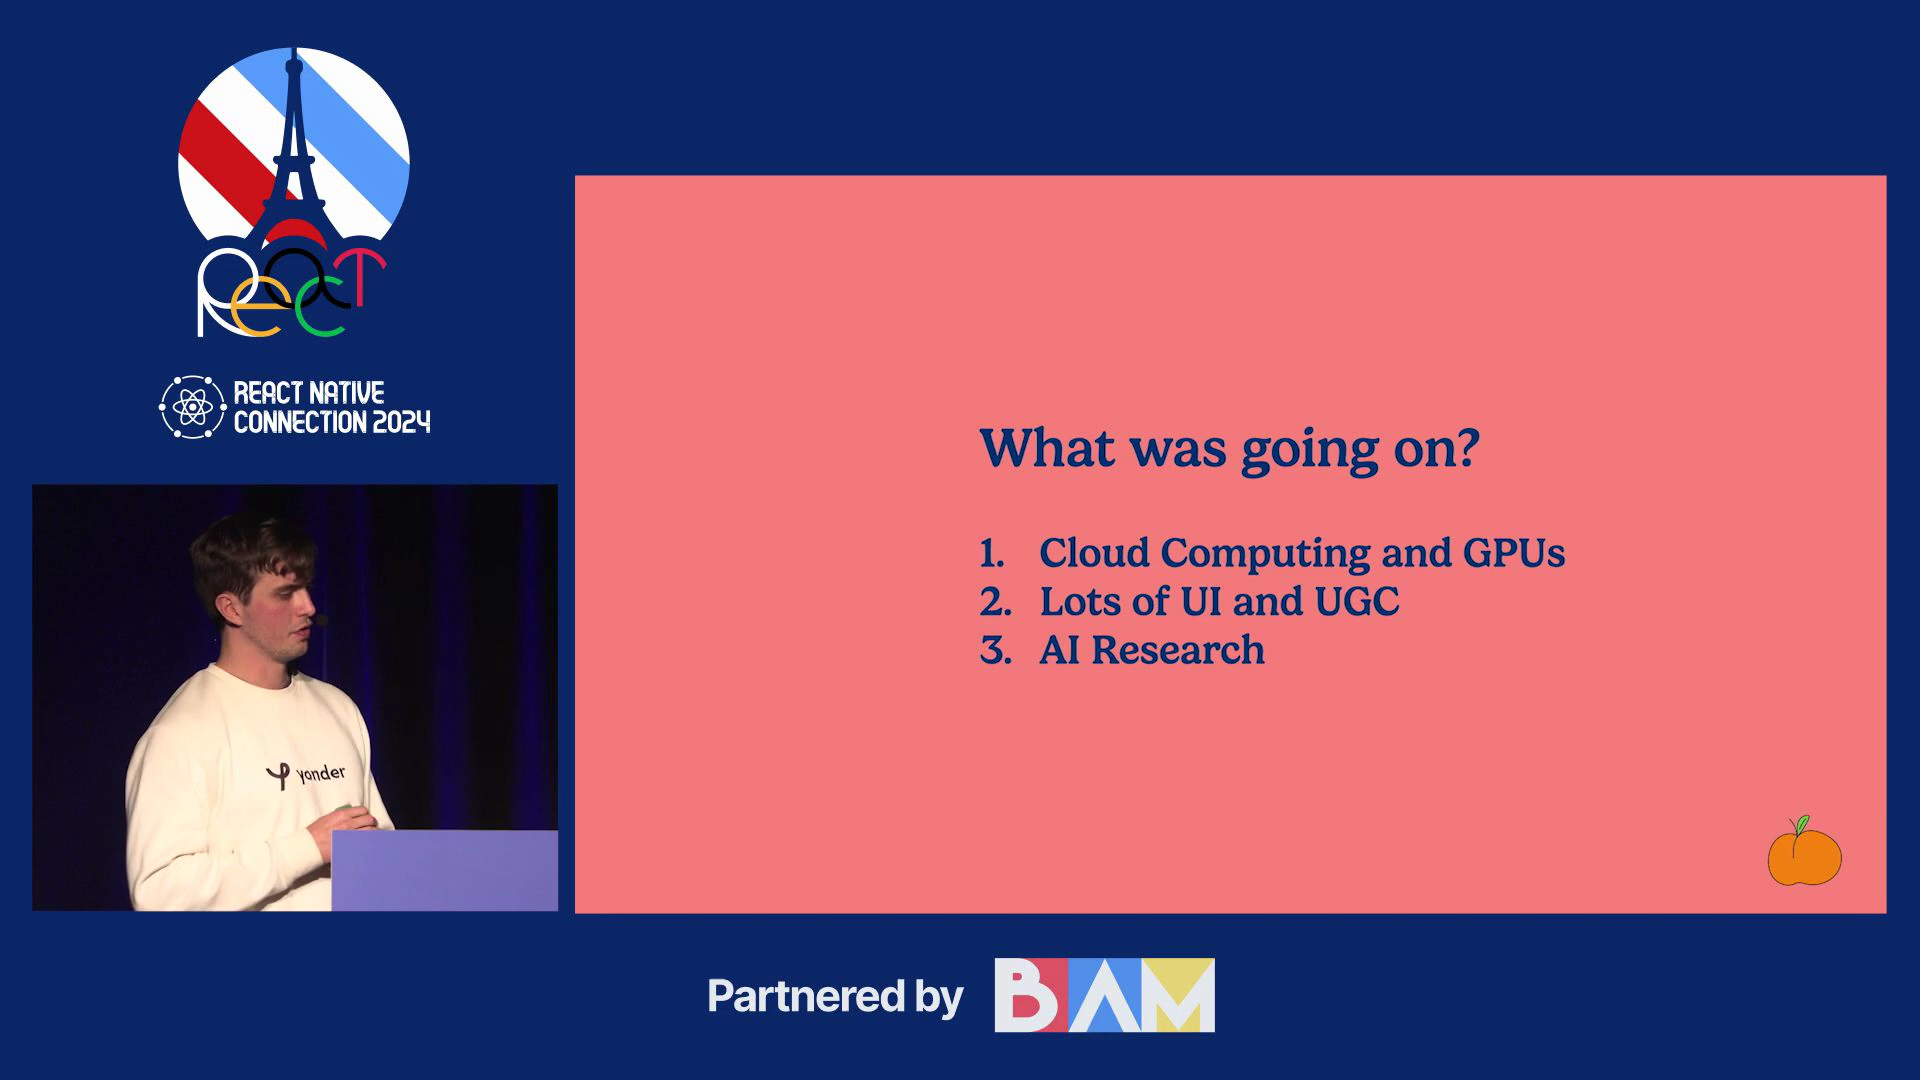 React
REACT NATIVE
CONNECTION 2024
yonder
What was going on?
1. Cloud Computing and GPUs
2. Lots of UI and UGC
3. AI Research
Partnered by
BAM